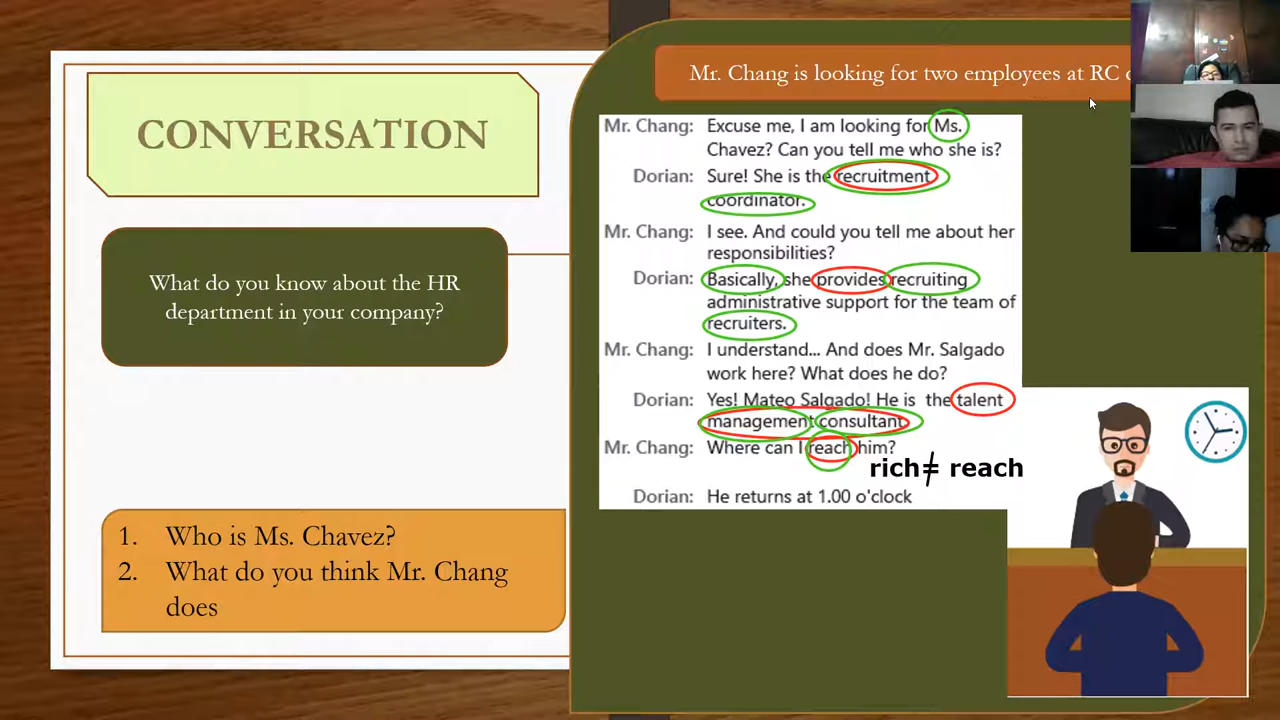 CONVERSATION
What do you know about the HR
department in your company?
1. Who is Ms. Chavez?
2. What do you think Mr. Chang
does
Mr. Chang is looking for two employees at RC
Mr. Chang: Excuse me, I am looking for Ms.
Chavez? Can you tell me who she is?
Dorian: Sure! She is the recruitment
coordinator.
Mr. Chang: I see. And could you tell me about her
responsibilities?
Dorian: Basically, she provides recruiting
administrative support for the team of
recruiters.
Mr. Chang: I understand... And does Mr. Salgado
work here? What does he do?
Dorian: Yes! Mateo Salgado! He is the talent
management consultant
Mr. Chang: Where can I reach him?
rich ≠ reach
Dorian: He returns at 1.00 o'clock